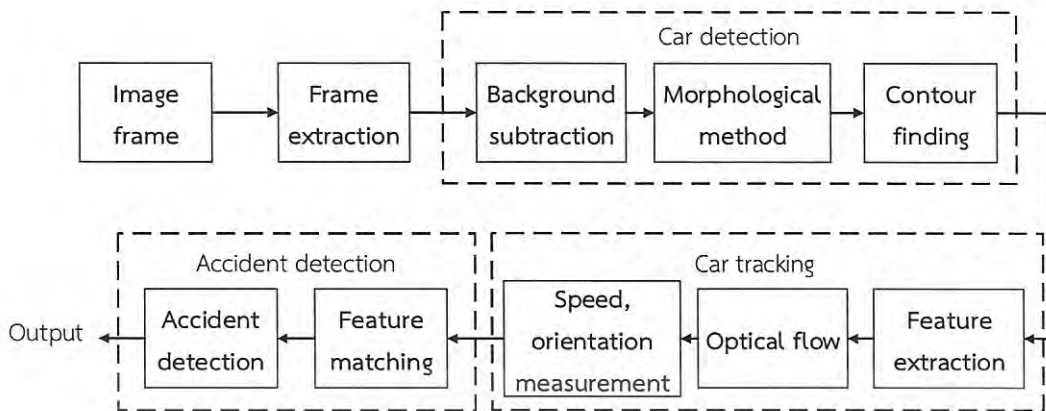 Car detection
Image
frame
Frame
extraction
Background
subtraction
Morphological
method
Contour
finding
Accident detection
Car tracking
Output
Accident
detection
Feature
matching
Speed,
orientation
measurement
Optical flow
Feature
extraction